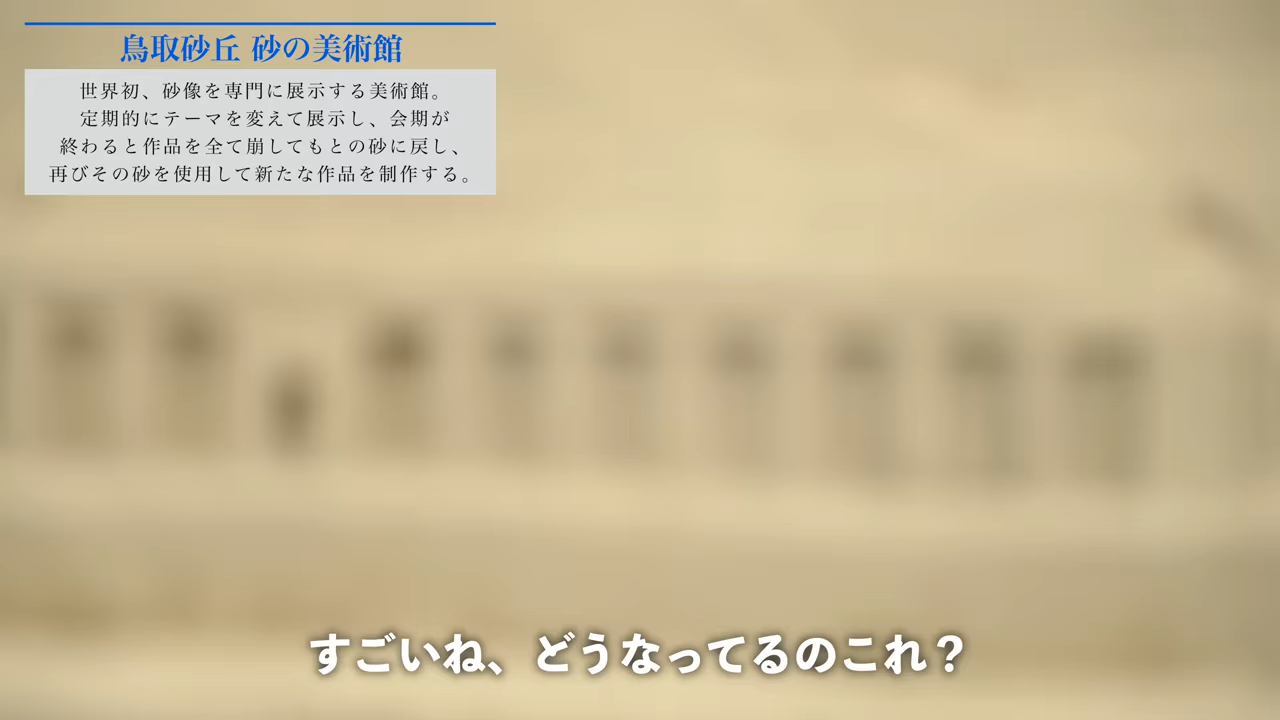 鳥取砂丘 砂の美術館
世界初、砂像を専門に展示する美術館。
定期的にテーマを変えて展示し、会期が
終わると作品を全て崩してもとの砂に戻し、
再びその砂を使用して新たな作品を制作する。
すごいね、どうなってるのこれ？